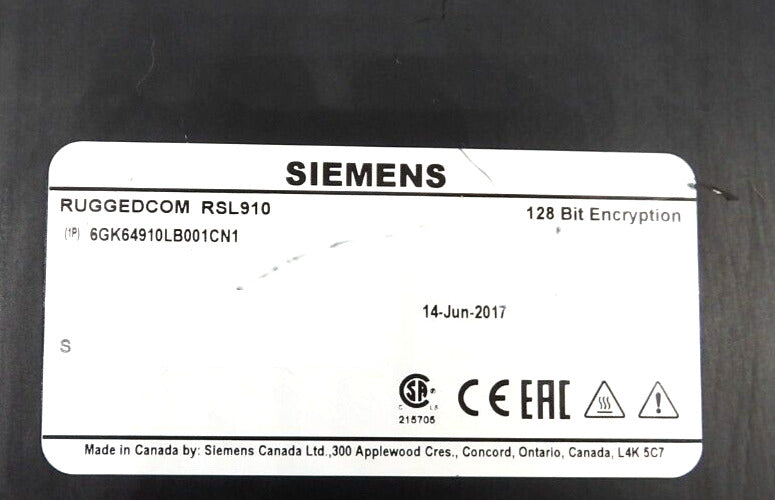 SIEMENS
RUGGEDCOM RSL910
128 Bit Encryption
(1P) 6GK64910LB001CN1
14-Jun-2017
S
SA
C US
215705
CE EAC
Made in Canada by: Siemens Canada Ltd.,300 Applewood Cres., Concord, Ontario, Canada, L4K 5C7